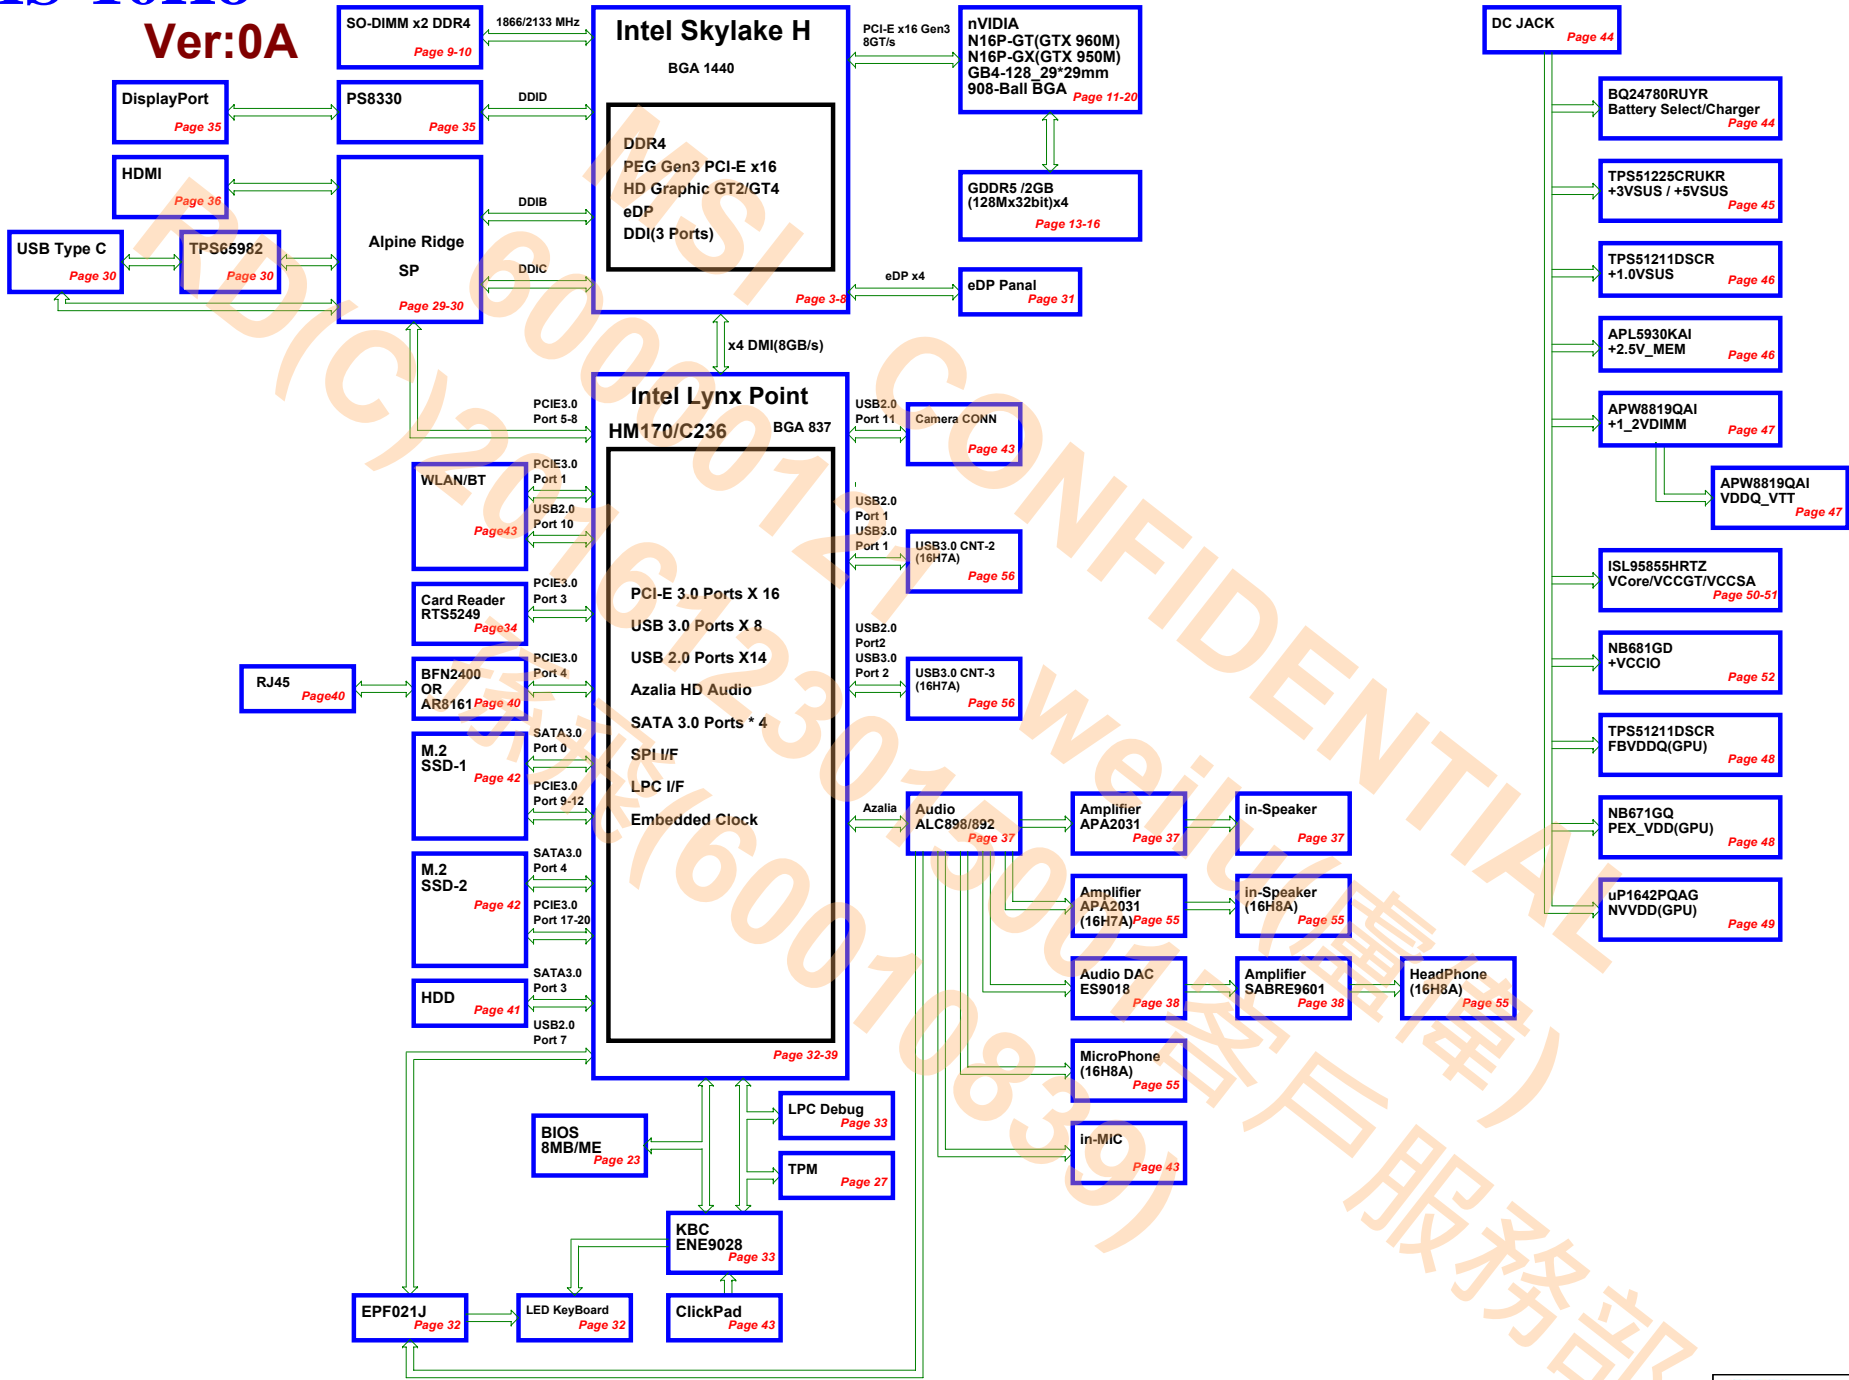 Ver:0A
SO-DIMM x2 DDR4
Page 9-10
1866/2133 MHz
Intel Skylake H
BGA 1440
DDR4
PEG Gen3 PCI-E x16
HD Graphic GT2/GT4
eDP
DDI(3 Ports)
Page 3-8
PCI-E x16 Gen3
8GT/s
nVIDIA
N16P-GT(GTX 960M)
N16P-GX(GTX 950M)
GB4-128_29*29mm
908-Ball BGA
Page 11-20
GDDR5 /2GB
(128Mx32bit)x4
Page 13-16
eDP x4
eDP Panal
Page 31
DisplayPort
Page 35
PS8330
Page 35
DDID
HDMI
Page 36
DDIB
USB Type C
Page 30
TPS65982
Page 30
Alpine Ridge
SP
Page 29-30
DDIC
x4 DMI(8GB/s)
Intel Lynx Point
HM170/C236
BGA 837
PCI-E 3.0 Ports X 16
USB 3.0 Ports X 8
USB 2.0 Ports X14
Azalia HD Audio
SATA 3.0 Ports * 4
SPI I/F
LPC I/F
Embedded Clock
Page 32-39
PCIE3.0
Port 5-8
WLAN/BT
Page43
PCIE3.0
Port 1
USB2.0
Port 10
Card Reader
RTS5249
Page34
PCIE3.0
Port 3
RJ45
Page40
BFN2400
OR
AR8161
Page 40
PCIE3.0
Port 4
M.2
SSD-1
Page 42
SATA3.0
Port 0
PCIE3.0
Port 9-12
M.2
SSD-2
Page 42
SATA3.0
Port 4
PCIE3.0
Port 17-20
HDD
Page 41
SATA3.0
Port 3
USB2.0
Port 7
USB2.0
Port 11
Camera CONN
Page 43
USB2.0
Port 1
USB3.0
Port 1
USB3.0 CNT-2
(16H7A)
Page 56
USB2.0
Port2
USB3.0
Port 2
USB3.0 CNT-3
(16H7A)
Page 56
Azalia
Audio
ALC898/892
Page 37
Amplifier
APA2031
Page 37
in-Speaker
Page 37
Amplifier
APA2031
(16H7A)
Page 55
in-Speaker
(16H8A)
Page 55
Audio DAC
ES9018
Page 38
Amplifier
SABRE9601
Page 38
HeadPhone
(16H8A)
Page 55
MicroPhone
(16H8A)
Page 55
in-MIC
Page 43
BIOS
8MB/ME
Page 23
LPC Debug
Page 33
TPM
Page 27
KBC
ENE9028
Page 33
EPF021J
Page 32
LED KeyBoard
Page 32
ClickPad
Page 43
DC JACK
Page 44
BQ24780RUYR
Battery Select/Charger
Page 44
TPS51225CRUKR
+3VSUS / +5VSUS
Page 45
TPS51211DSCR
+1.0VSUS
Page 46
APL5930KAI
+2.5V_MEM
Page 46
APW8819QAI
+1_2VDIMM
Page 47
APW8819QAI
VDDQ_VTT
Page 47
ISL95855HRTZ
VCore/VCCGT/VCCSA
Page 50-51
NB681GD
+VCCIO
Page 52
TPS51211DSCR
FBVDDQ(GPU)
Page 48
NB671GQ
PEX_VDD(GPU)
Page 48
uP1642PQAG
NVVDD(GPU)
Page 49
MSI CONFIDENTIAL
weilu(盧偉)
客戶服務部